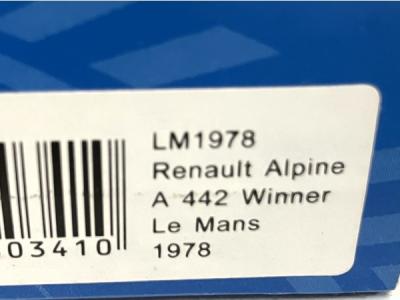 LM1978
Renault Alpine
A 442 Winner
Le Mans
1978
03410